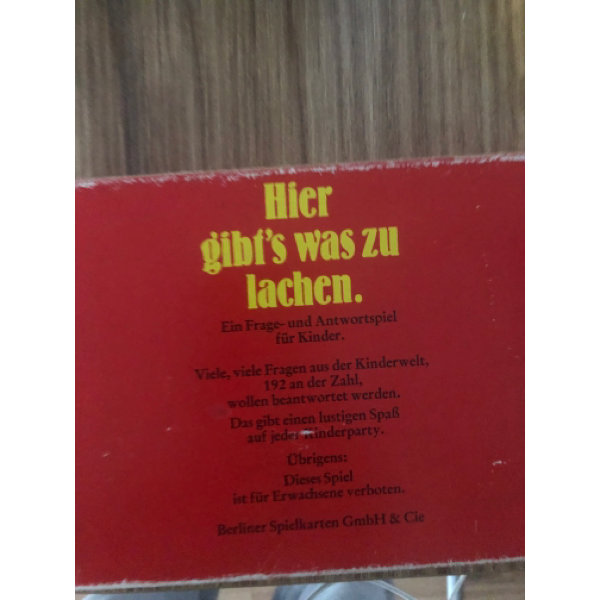 Hier
gibt's was zu
lachen.
Ein Frage- und Antwortspiel
für Kinder.
Viele, viele Fragen aus der Kinderwelt,
192 an der Zahl,
wollen beantwortet werden.
Das gibt einen lustigen Spaß
auf jeder Kinderparty.
Übrigens:
Dieses Spiel
ist für Erwachsene verboten.
Berliner Spielkarten GmbH & Cie